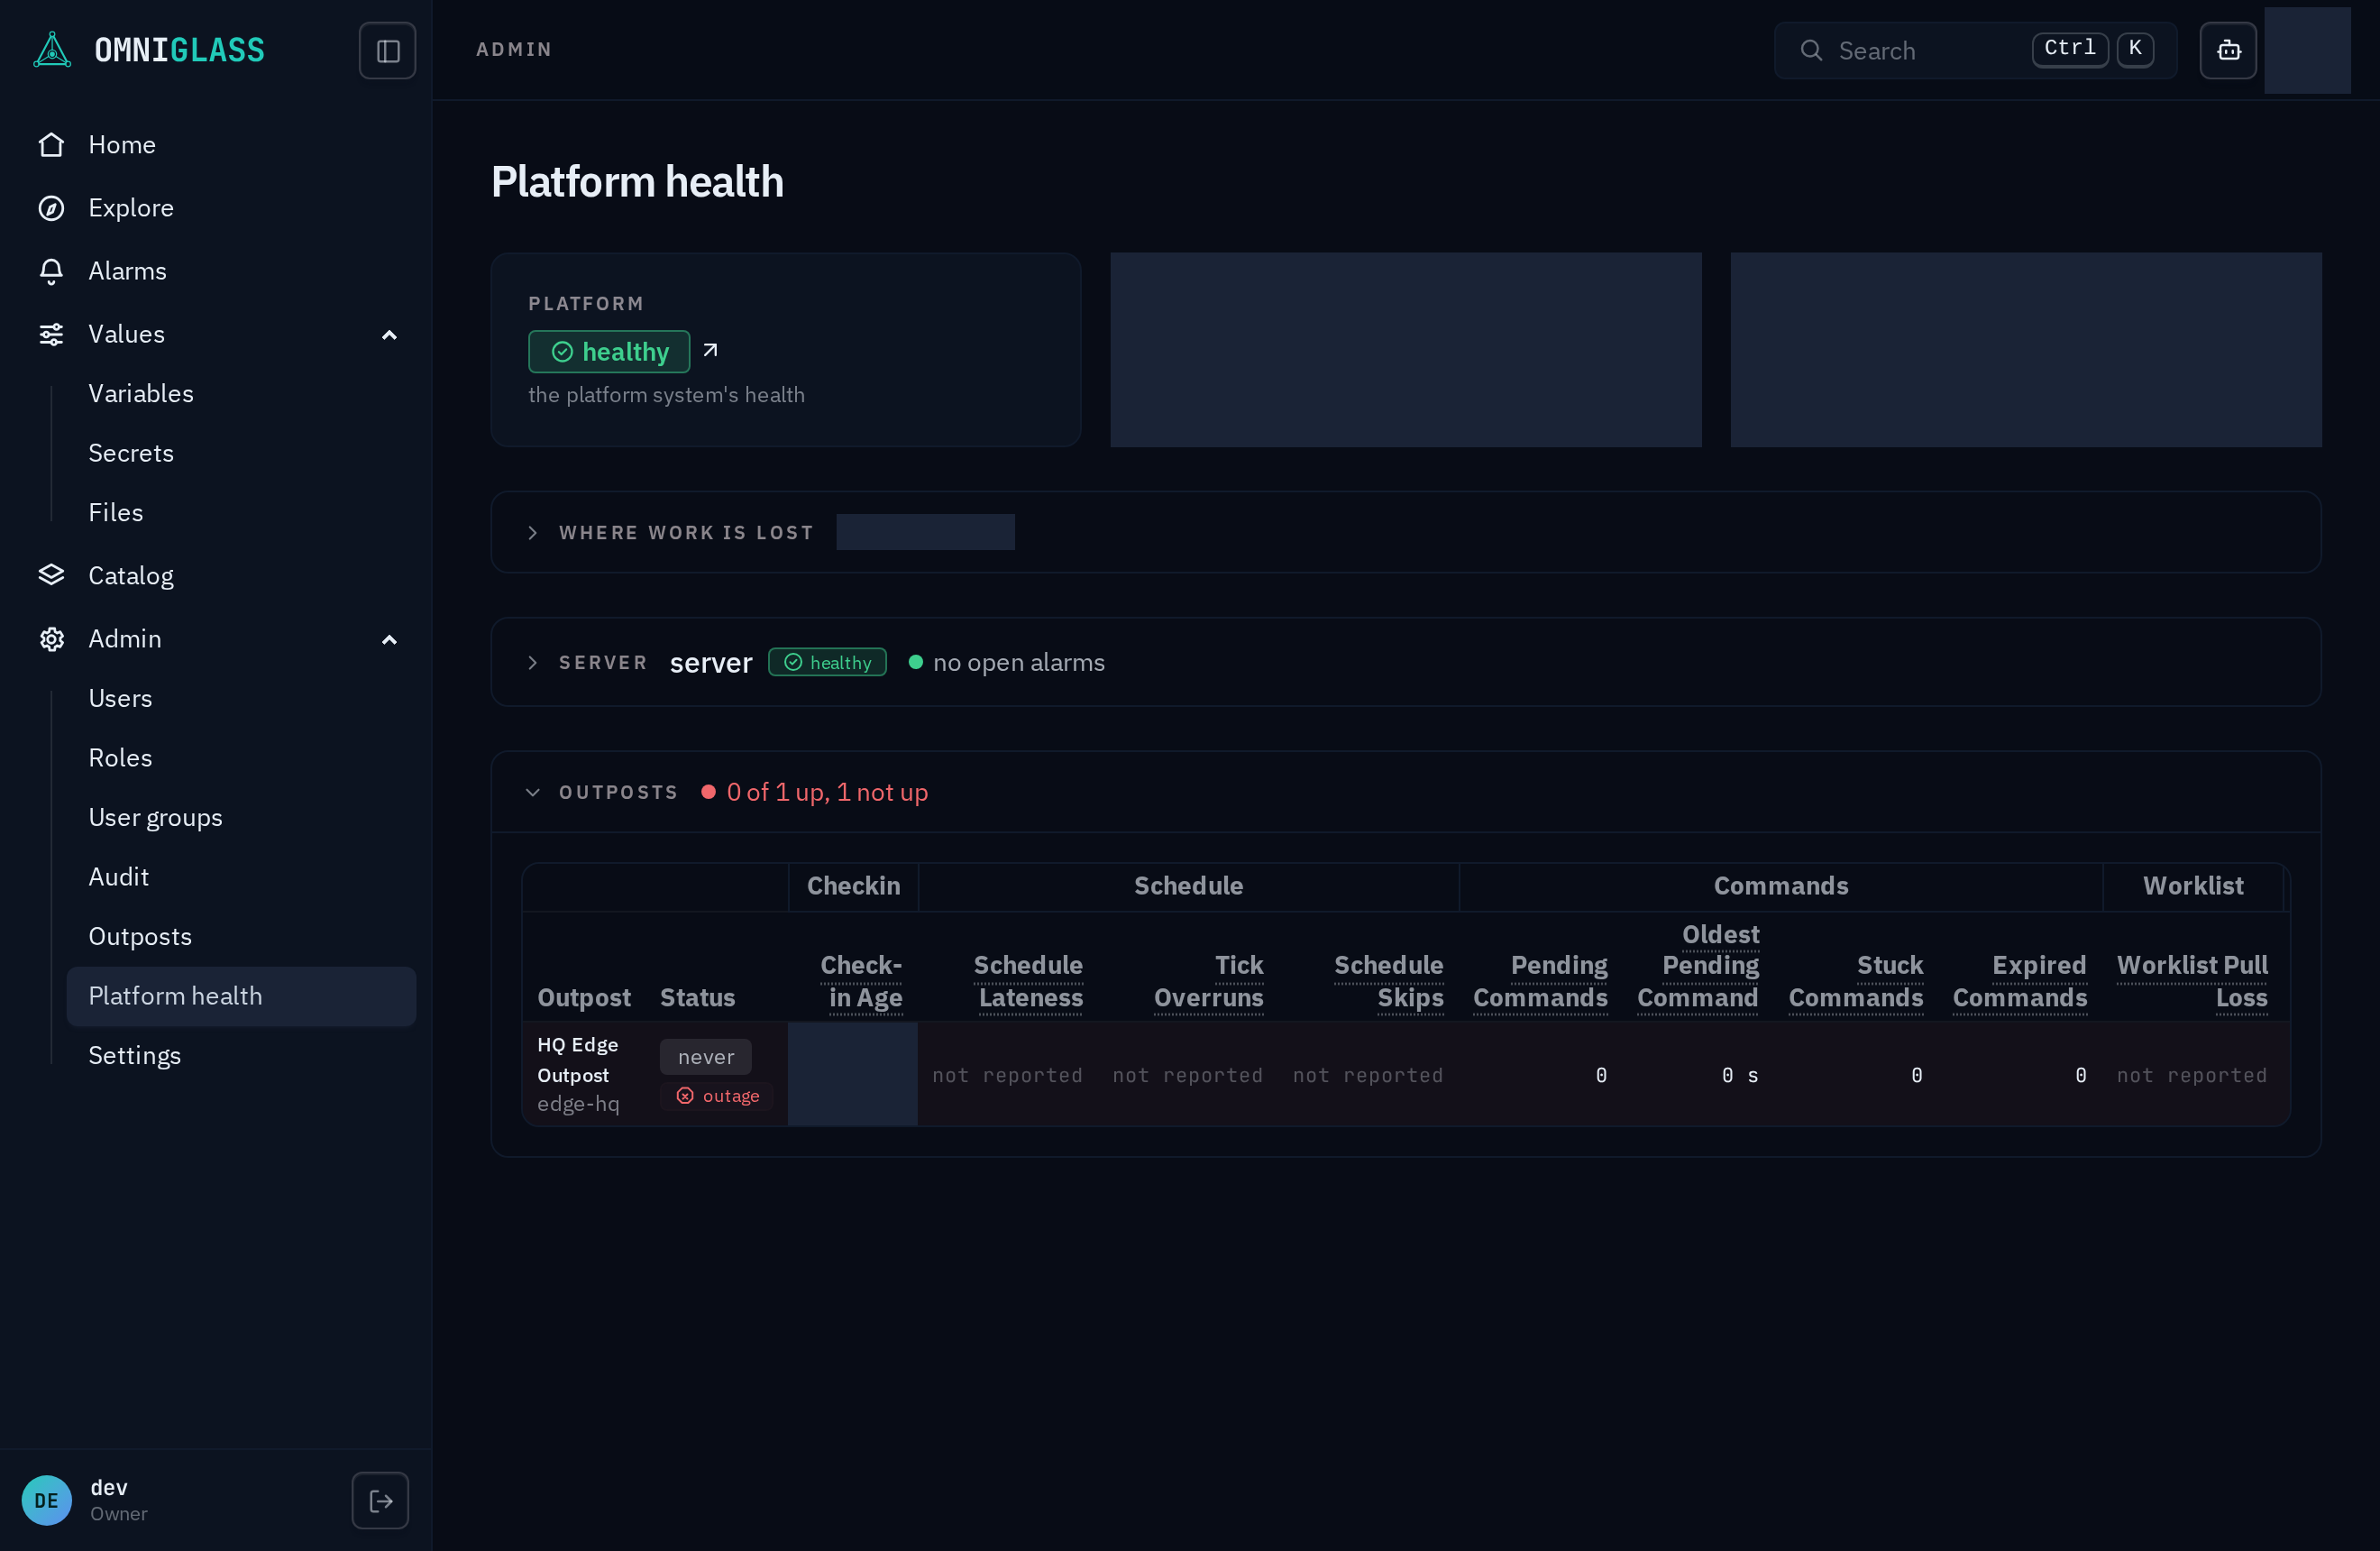 OMNIGLASS
ADMIN
Search
Ctrl K
Home
Explore
Alarms
Values
Variables
Secrets
Files
Catalog
Admin
Users
Roles
User groups
Audit
Outposts
Platform health
Settings
DE
dev
Owner
Platform health
PLATFORM
healthy
the platform system's health
WHERE WORK IS LOST
SERVER server healthy no open alarms
OUTPOSTS 0 of 1 up, 1 not up
Checkin Schedule Commands Worklist
Outpost
Status
Check-
in Age
Schedule
Lateness
Tick
Overruns
Schedule
Skips
Pending
Commands
Oldest
Pending
Command
Stuck
Commands
Expired
Commands
Worklist Pull
Loss
HQ Edge
Outpost
edge-hq
never
outage
not reported
not reported
not reported
0
0 s
0
0
not reported